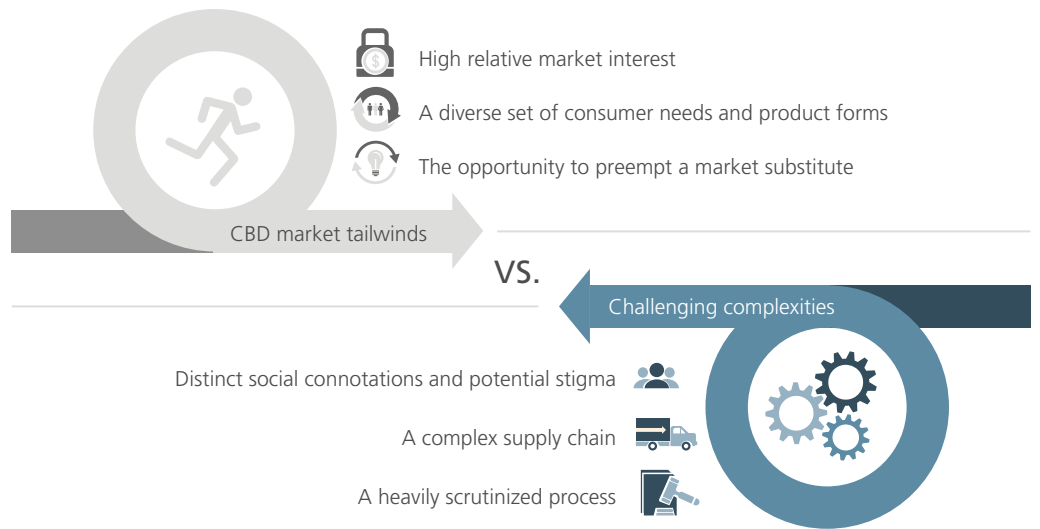 High relative market interest
A diverse set of consumer needs and product forms
The opportunity to preempt a market substitute
CBD market tailwinds
VS.
Challenging complexities
Distinct social connotations and potential stigma
A complex supply chain
A heavily scrutinized process